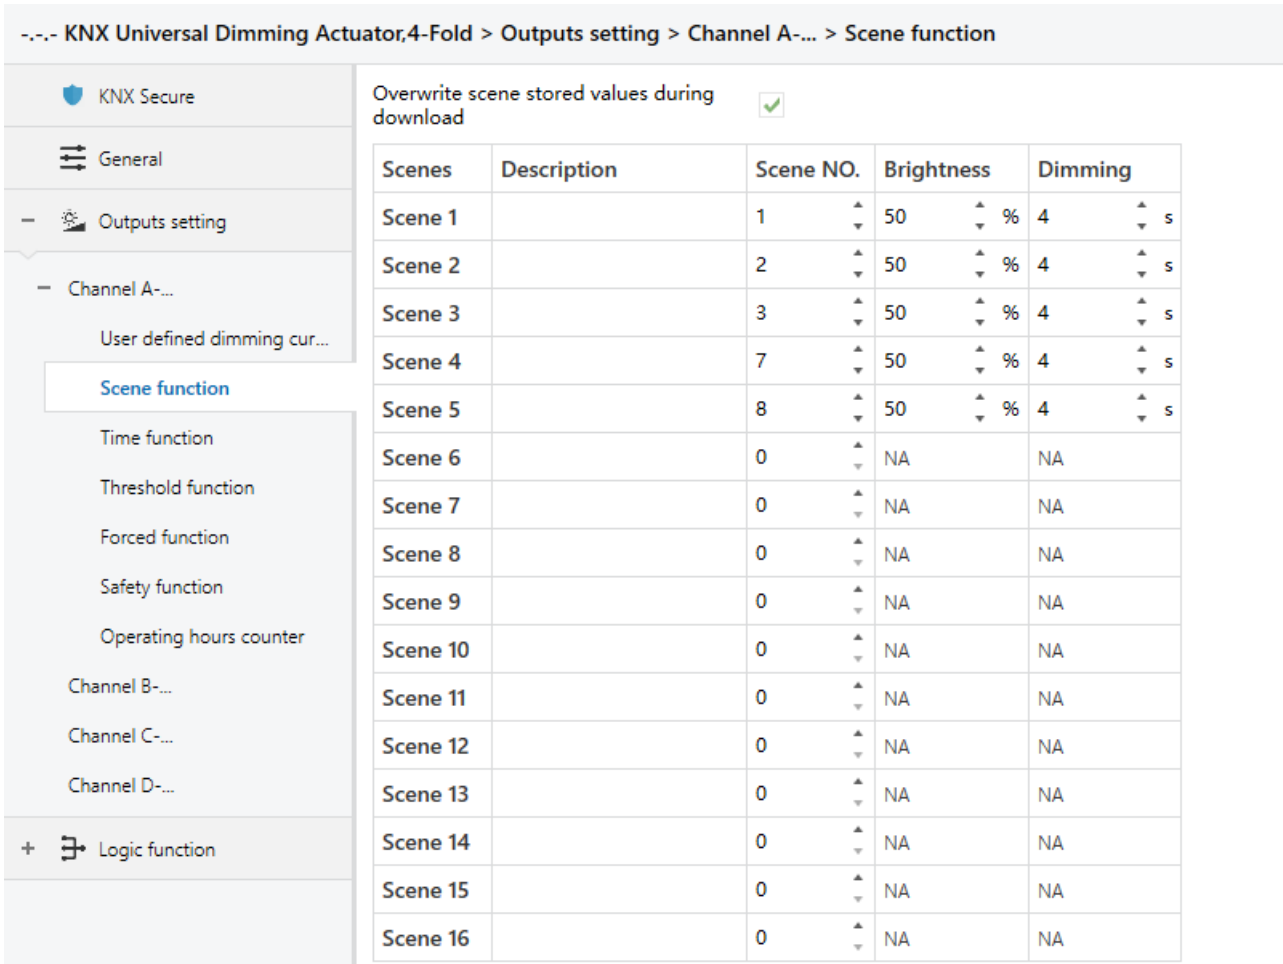 -.-.- KNX Universal Dimming Actuator,4-Fold > Outputs setting > Channel A-... > Scene function
KNX Secure
General
Outputs setting
Channel A-...
User defined dimming cur...
Scene function
Time function
Threshold function
Forced function
Safety function
Operating hours counter
Channel B-...
Channel C-...
Channel D-...
Logic function
Overwrite scene stored values during
download
Scenes Description Scene NO. Brightness Dimming
Scene 1 1 50 % 4 s
Scene 2 2 50 % 4 s
Scene 3 3 50 % 4 s
Scene 4 7 50 % 4 s
Scene 5 8 50 % 4 s
Scene 6 0 NA NA
Scene 7 0 NA NA
Scene 8 0 NA NA
Scene 9 0 NA NA
Scene 10 0 NA NA
Scene 11 0 NA NA
Scene 12 0 NA NA
Scene 13 0 NA NA
Scene 14 0 NA NA
Scene 15 0 NA NA
Scene 16 0 NA NA